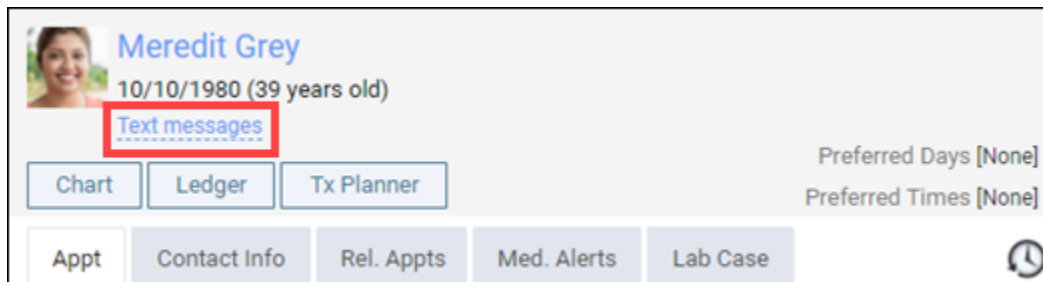 Meredit Grey
10/10/1980 (39 years old)
Text messages
Preferred Days [None]
Chart Ledger Tx Planner
Preferred Times [None]
Appt Contact Info Rel. Appts Med. Alerts Lab Case